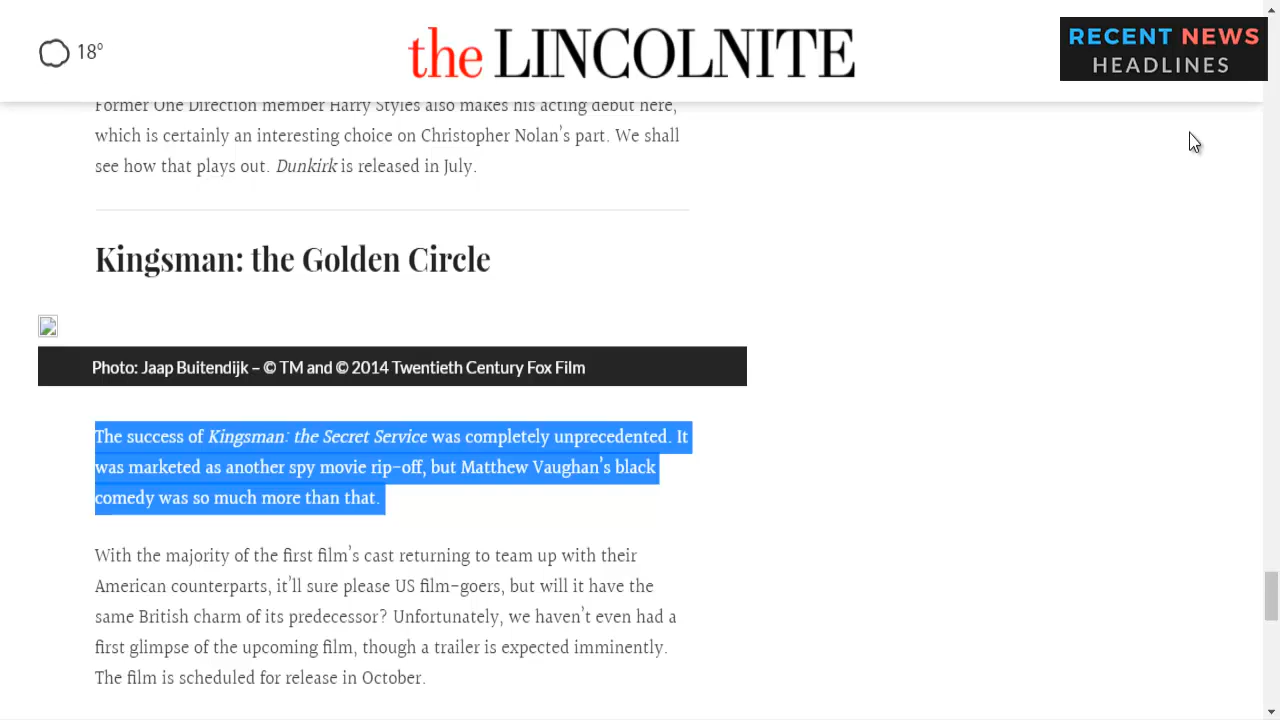 18°
the LINCOLNITE
RECENT NEWS
HEADLINES
Former One Direction member Harry Styles also makes his acting debut here,
which is certainly an interesting choice on Christopher Nolan's part. We shall
see how that plays out. Dunkirk is released in July.
Kingsman: the Golden Circle
Photo: Jaap Buitendijk – © TM and © 2014 Twentieth Century Fox Film
The success of Kingsman: the Secret Service was completely unprecedented. It
was marketed as another spy movie rip-off, but Matthew Vaughan's black
comedy was so much more than that.
With the majority of the first film's cast returning to team up with their
American counterparts, it'll sure please US film-goers, but will it have the
same British charm of its predecessor? Unfortunately, we haven't even had a
first glimpse of the upcoming film, though a trailer is expected imminently.
The film is scheduled for release in October.